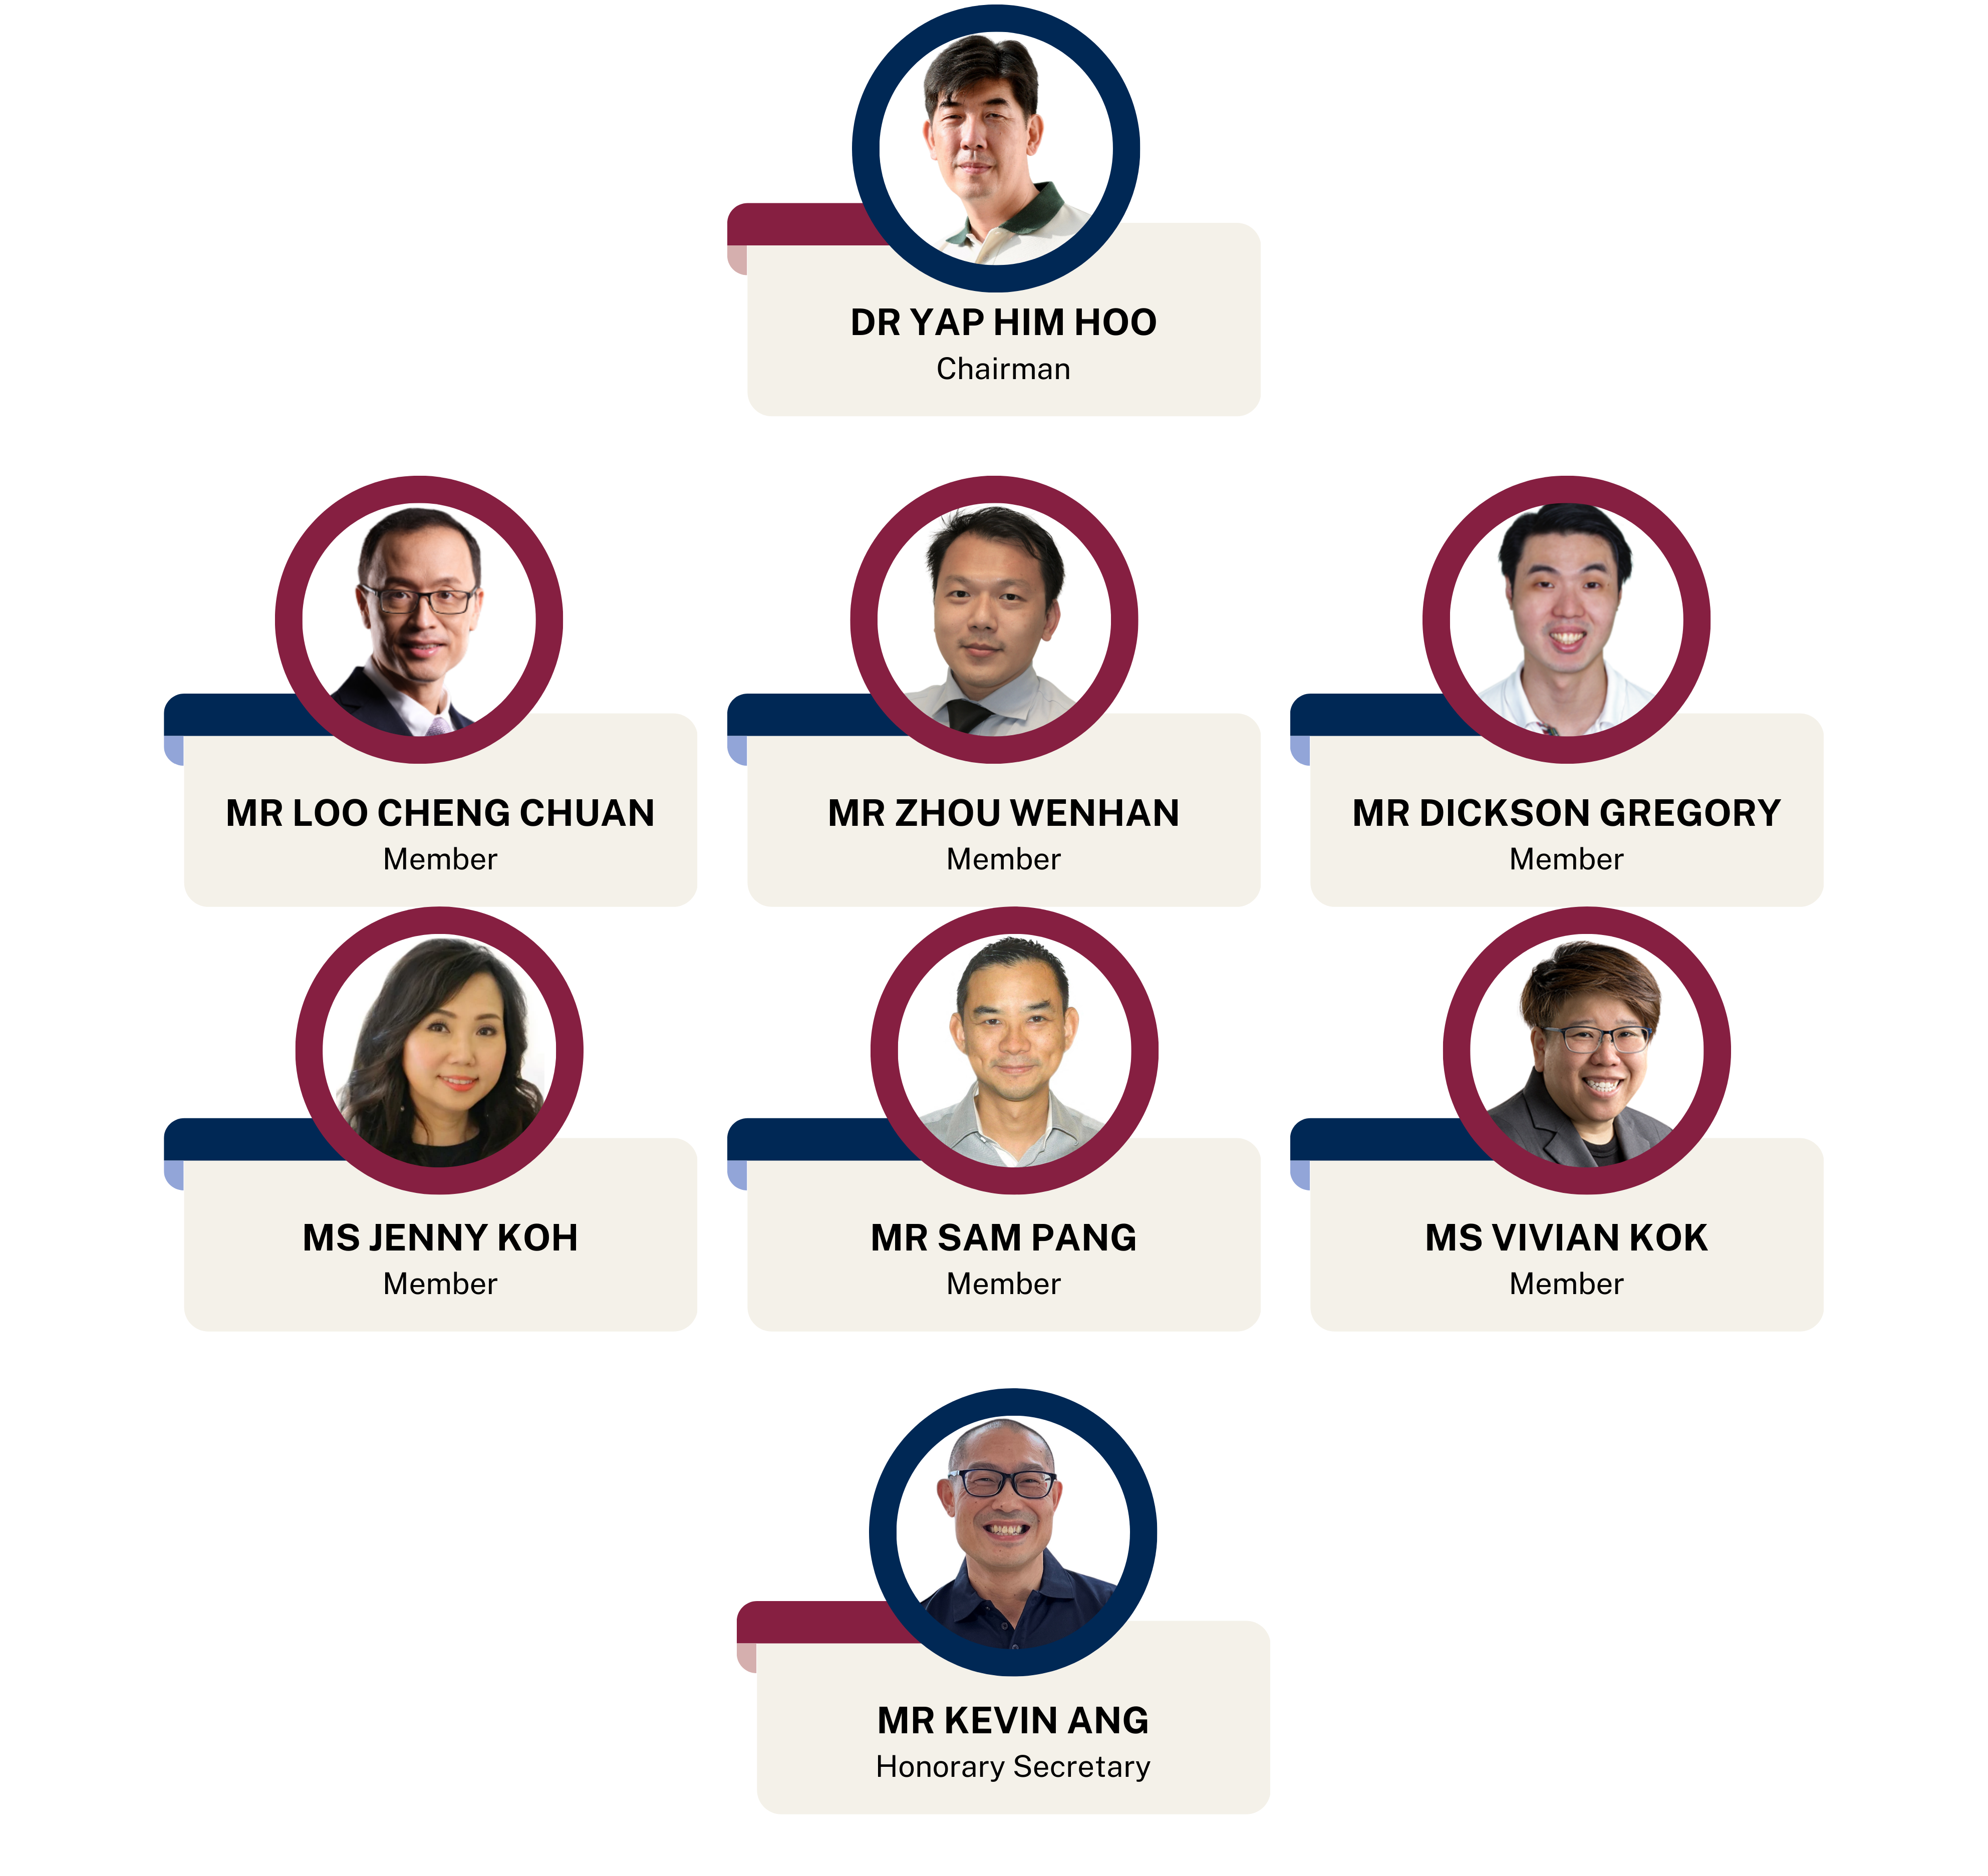 DR YAP HIM HOO
Chairman
MR LOO CHENG CHUAN
Member
MR ZHOU WENHAN
Member
MR DICKSON GREGORY
Member
MS JENNY KOH
Member
MR SAM PANG
Member
MS VIVIAN KOK
Member
MR KEVIN ANG
Honorary Secretary